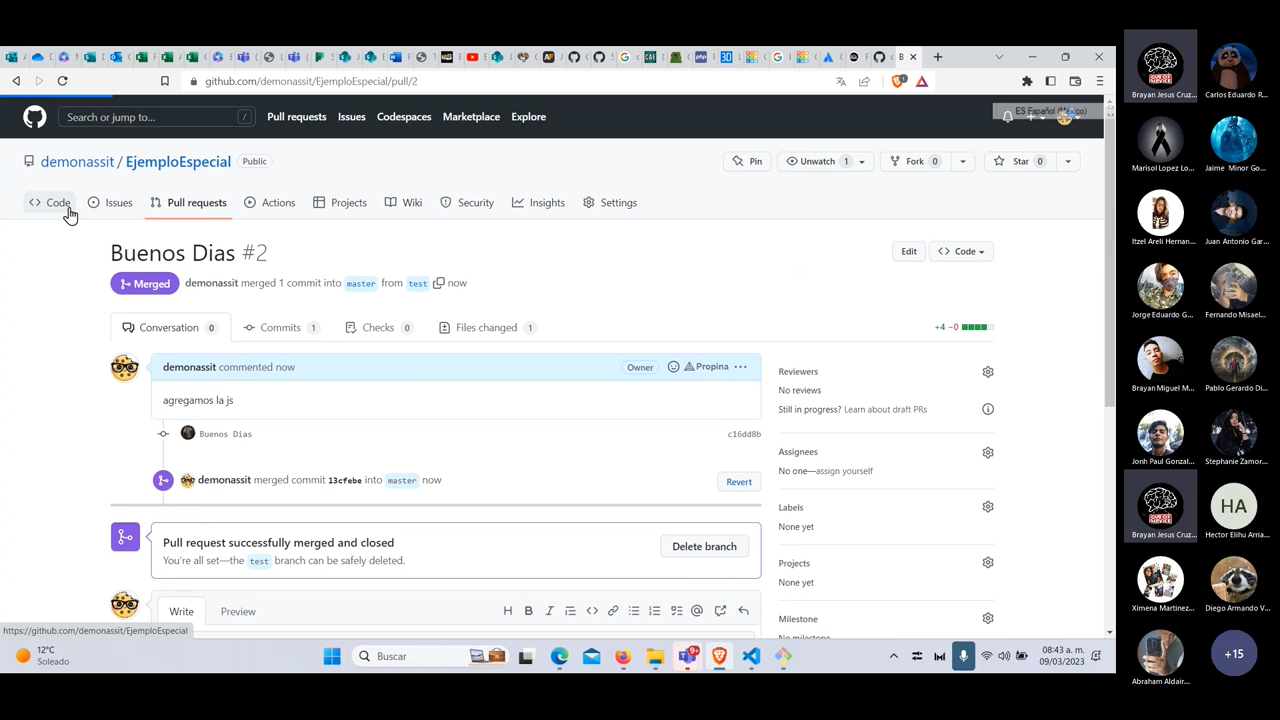 github.com/demonassit/EjemploEspecial/pull/2
Search or jump to...
/
Pull requests
Issues
Codespaces
Marketplace
Explore
ES Español (México)
demonassit / EjemploEspecial
Public
Pin
Unwatch 1
Fork 0
Star 0
Code
Issues
Pull requests
Actions
Projects
Wiki
Security
Insights
Settings
Buenos Dias #2
Edit
Code
Merged
demonassit merged 1 commit into master from test now
Conversation 0
Commits 1
Checks 0
Files changed 1
+4 −0
demonassit commented now
Owner
Propina
agregamos la js
Buenos Dias
c16dd8b
demonassit merged commit 13cfebe into master now
Revert
Pull request successfully merged and closed
You're all set—the test branch can be safely deleted.
Delete branch
Write
Preview
Reviewers
No reviews
Still in progress? Learn about draft PRs
Assignees
No one—assign yourself
Labels
None yet
Projects
None yet
Milestone
No milestone
https://github.com/demonassit/EjemploEspecial
12°C
Soleado
Buscar
9+
08:43 a. m.
09/03/2023
Brayan Jesus Cruz...
Carlos Eduardo R...
Marisol Lopez Lo...
Jaime Minor Go...
Itzel Areli Hernan...
Juan Antonio Gar...
Jorge Eduardo G...
Fernando Misael...
Brayan Miguel M...
Pablo Gerardo Di...
Jonh Paul Gonzal...
Stephanie Zamor...
Brayan Jesus Cruz...
HA
Hector Elihu Arria...
Ximena Martinez...
Diego Armando V...
Abraham Aldair...
+15